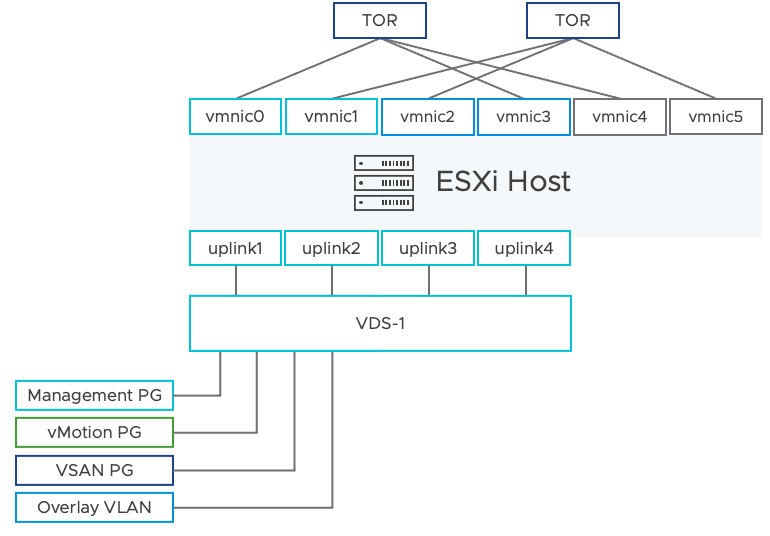 TOR
TOR
vmnic0
vmnic1
vmnic2
vmnic3
vmnic4
vmnic5
ESXi Host
uplink1
uplink2
uplink3
uplink4
VDS-1
Management PG
vMotion PG
VSAN PG
Overlay VLAN